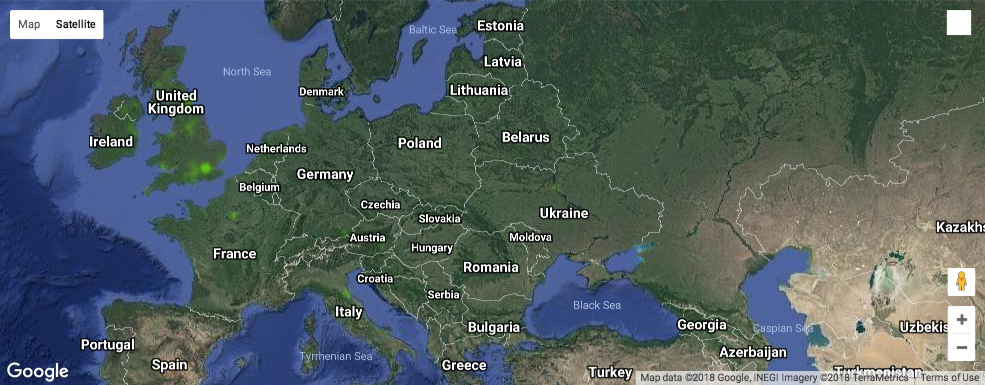 Map Satellite
Estonia
Baltic Sea
Latvia
North Sea
Lithuania
Denmark
United
Kingdom
Belarus
Ireland
Poland
Netherlands
Germany
Belgium
Czechia
Slovakia
Ukraine
Kazakhs
Austria
Moldova
Hungary
France
Romania
Croatia
Serbia
Black Sea
Italy
Georgia
Caspian Sea
Uzbekis
Bulgaria
Portugal
Azerbaijan
Tyrrhenian Sea
Spain
Greece
Turkey
Turkmenistan
Google
Map data ©2018 Google, INEGI Imagery ©2018 TerraMetrics
Terms of Use